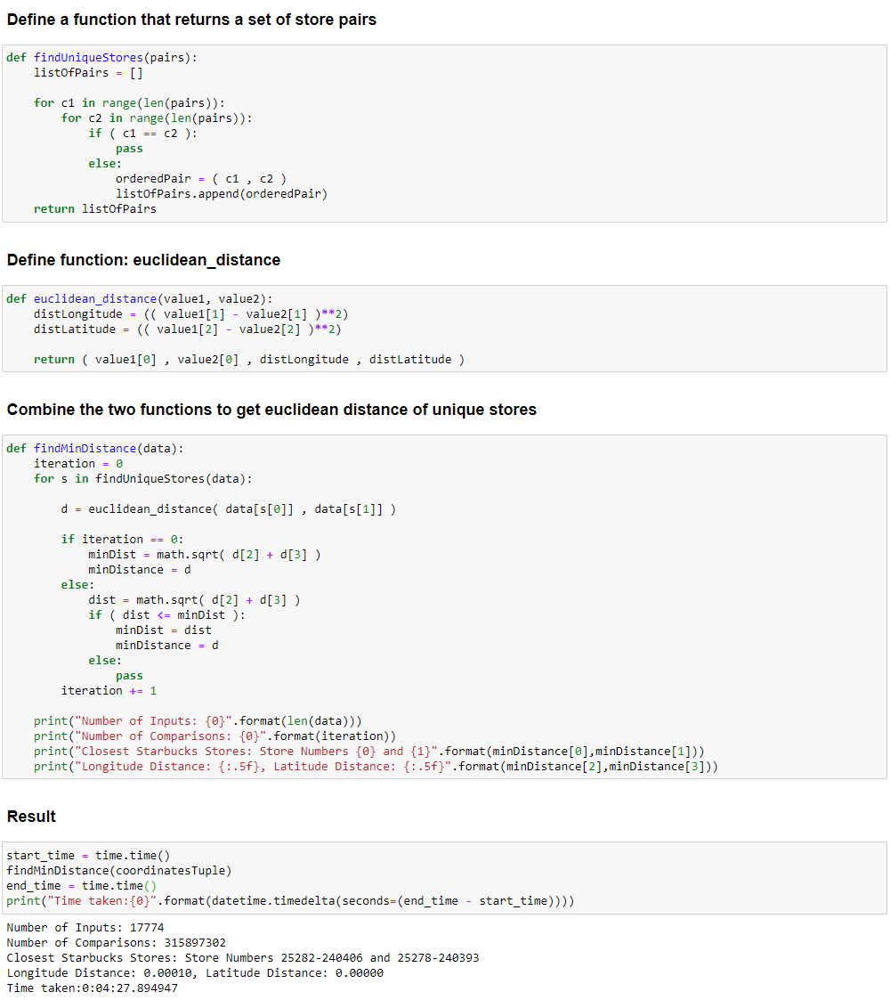 Define a function that returns a set of store pairs
def findUniqueStores(pairs):
    listOfPairs = []
    for c1 in range(len(pairs)):
        for c2 in range(len(pairs)):
            if ( c1 == c2 ):
                pass
            else:
                orderedPair = ( c1 , c2 )
                listOfPairs.append(orderedPair)
    return listOfPairs
Define function: euclidean_distance
def euclidean_distance(value1, value2):
    distLongitude = (( value1[1] - value2[1] )**2)
    distLatitude = (( value1[2] - value2[2] )**2)
    return ( value1[0] , value2[0] , distLongitude , distLatitude )
Combine the two functions to get euclidean distance of unique stores
def findMinDistance(data):
    iteration = 0
    for s in findUniqueStores(data):
        d = euclidean_distance( data[s[0]] , data[s[1]] )
        if iteration == 0:
            minDist = math.sqrt( d[2] + d[3] )
            minDistance = d
        else:
            dist = math.sqrt( d[2] + d[3] )
            if ( dist <= minDist ):
                minDist = dist
                minDistance = d
            else:
                pass
        iteration += 1
    print("Number of Inputs: {0}".format(len(data)))
    print("Number of Comparisons: {0}".format(iteration))
    print("Closest Starbucks Stores: Store Numbers {0} and {1}".format(minDistance[0],minDistance[1]))
    print("Longitude Distance: {:.5f}, Latitude Distance: {:.5f}".format(minDistance[2],minDistance[3]))
Result
start_time = time.time()
findMinDistance(coordinatesTuple)
end_time = time.time()
print("Time taken:{0}".format(datetime.timedelta(seconds=(end_time - start_time))))
Number of Inputs: 17774
Number of Comparisons: 315897302
Closest Starbucks Stores: Store Numbers 25282-240406 and 25278-240393
Longitude Distance: 0.00010, Latitude Distance: 0.00000
Time taken:0:04:27.894947